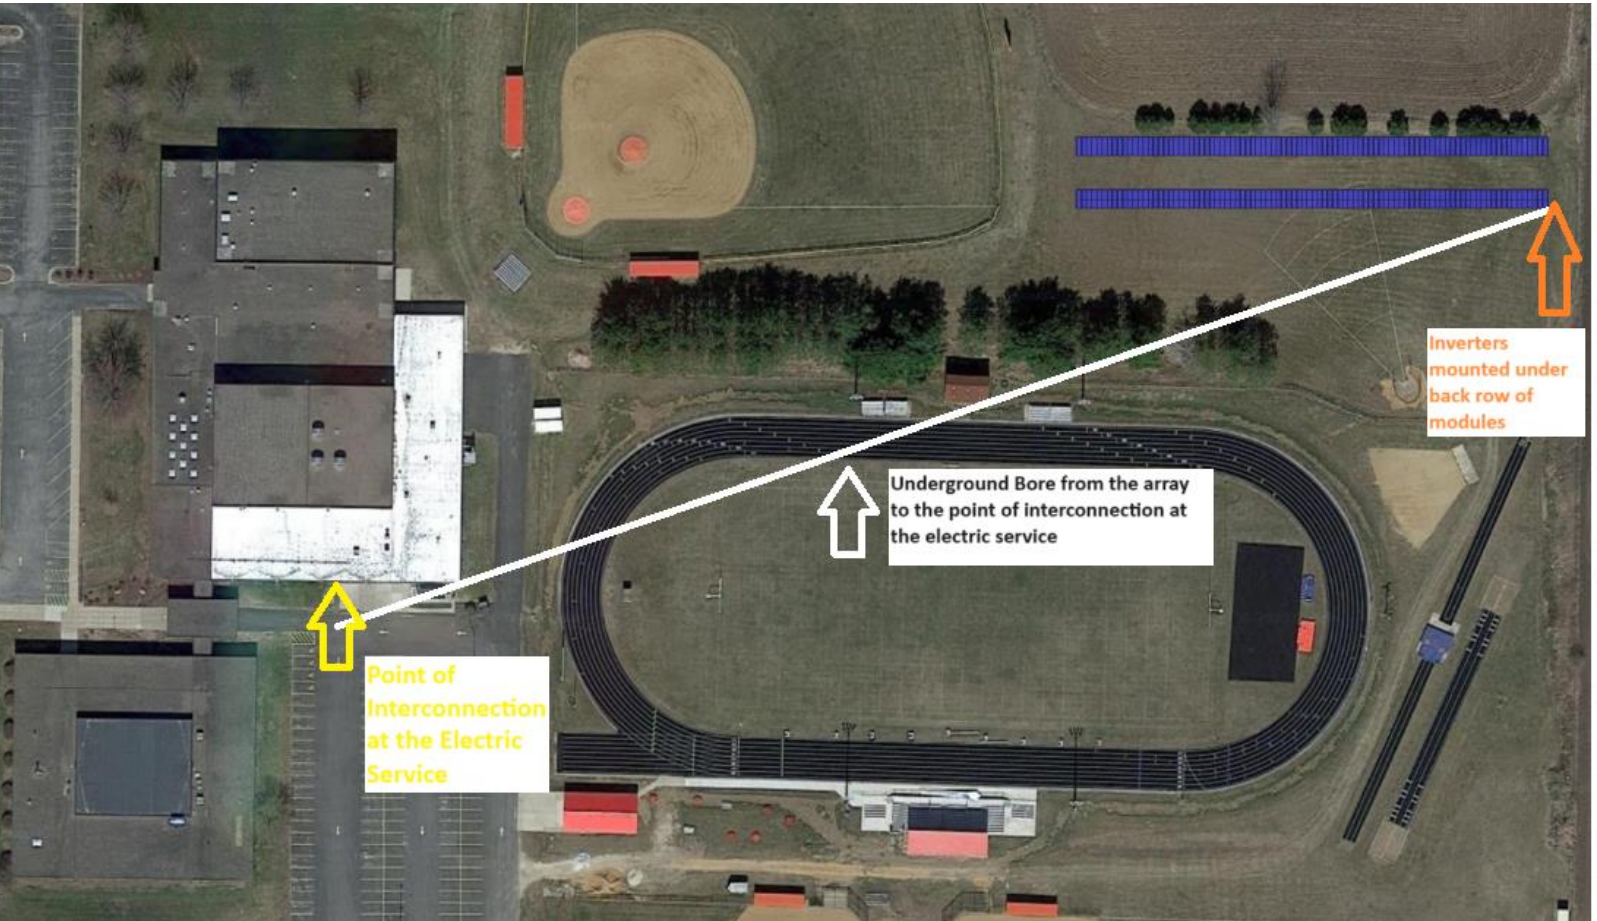 Inverters
mounted under
back row of
modules
Underground Bore from the array
to the point of interconnection at
the electric service
Point of
Interconnection
at the Electric
Service